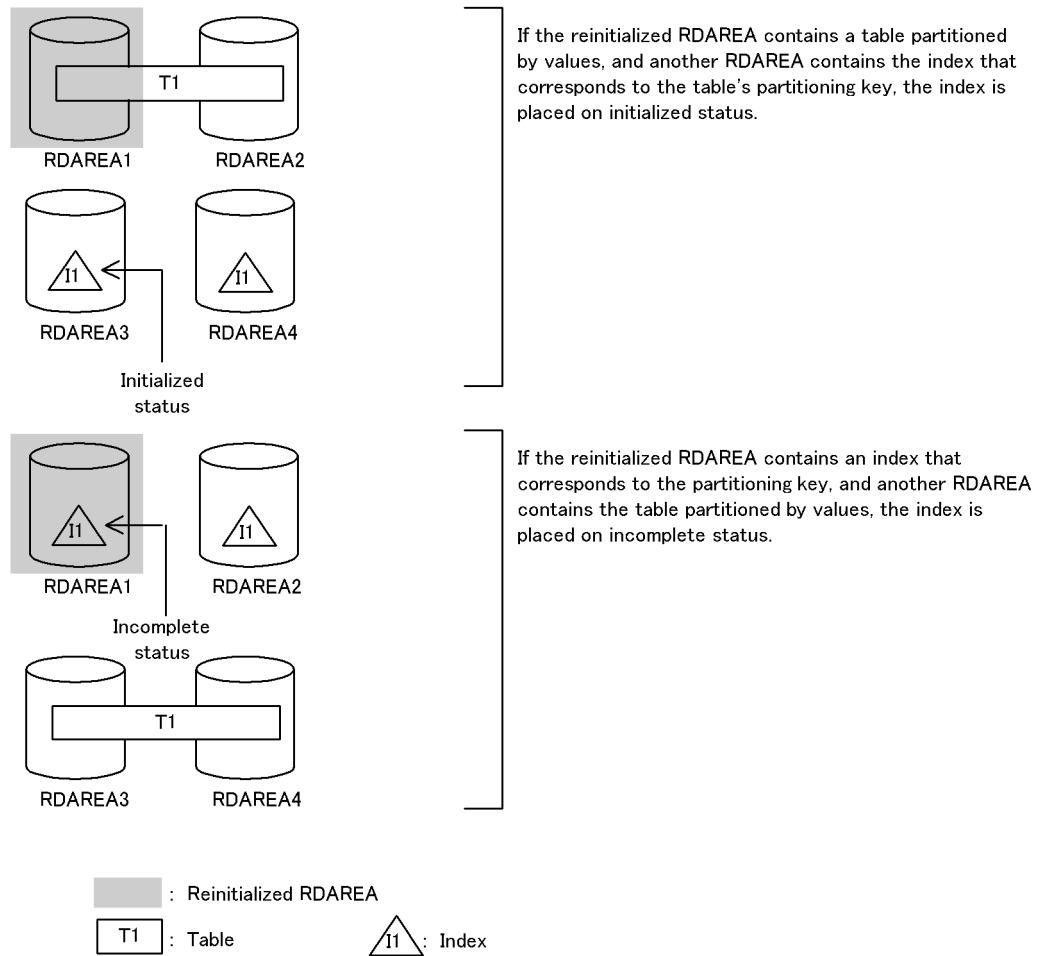 T1
RDAREA1
RDAREA2
I1
I1
RDAREA3
RDAREA4
Initialized
status
If the reinitialized RDAREA contains a table partitioned
by values, and another RDAREA contains the index that
corresponds to the table's partitioning key, the index is
placed on initialized status.
I1
I1
RDAREA1
RDAREA2
Incomplete
status
T1
RDAREA3
RDAREA4
If the reinitialized RDAREA contains an index that
corresponds to the partitioning key, and another RDAREA
contains the table partitioned by values, the index is
placed on incomplete status.
: Reinitialized RDAREA
T1 : Table
I1 : Index